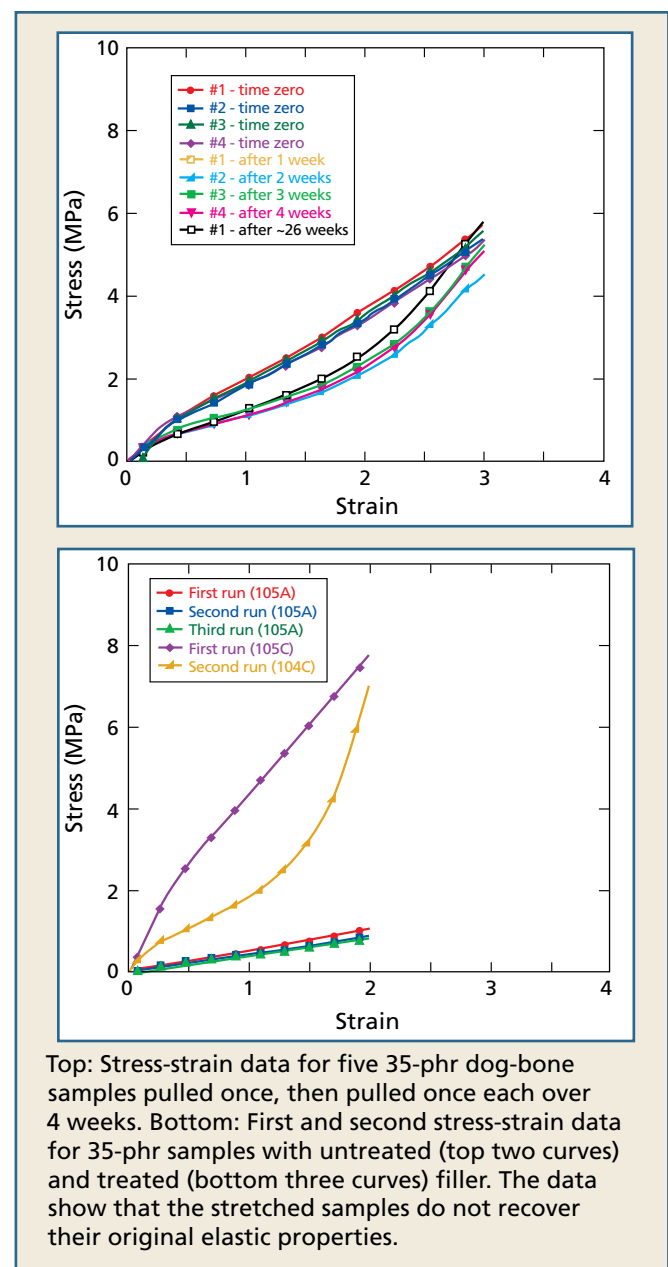 10
8
6
4
2
0
0
1
2
3
4
Stress (MPa)
Strain
#1 - time zero
#2 - time zero
#3 - time zero
#4 - time zero
#1 - after 1 week
#2 - after 2 weeks
#3 - after 3 weeks
#4 - after 4 weeks
#1 - after ~26 weeks
10
8
6
4
2
0
0
1
2
3
4
Stress (MPa)
Strain
First run (105A)
Second run (105A)
Third run (105A)
First run (105C)
Second run (104C)
Top: Stress-strain data for five 35-phr dog-bone
samples pulled once, then pulled once each over
4 weeks. Bottom: First and second stress-strain data
for 35-phr samples with untreated (top two curves)
and treated (bottom three curves) filler. The data
show that the stretched samples do not recover
their original elastic properties.